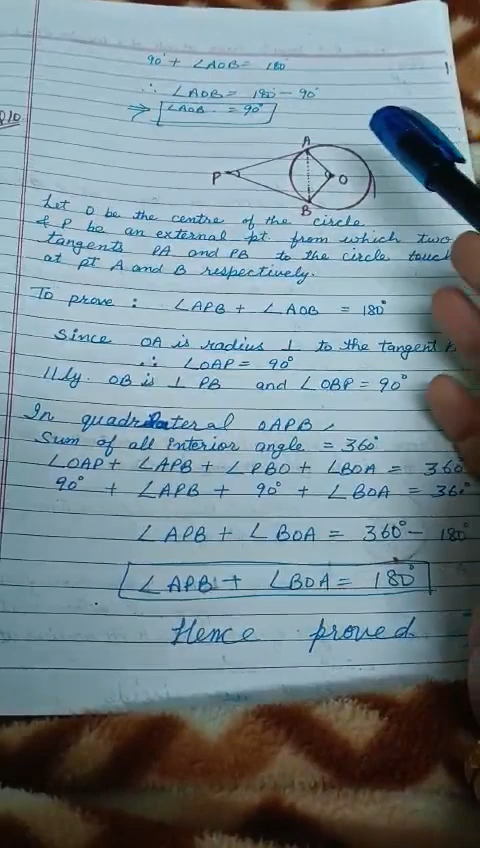 90° + ∠AOB = 180°
∴ ∠AOB = 180 - 90°
⇒ ∠AOB = 90°
Q10
A
P
O
B
Let O be the centre of the circle
& P be an external pt. from which two
tangents PA and PB to the circle touch
at pt A and B respectively.
To prove : ∠APB + ∠AOB = 180°
Since OA is radius ⊥ to the tangent
∴ ∠OAP = 90°
llly. OB is ⊥ PB and ∠OBP = 90°
In quadrilateral OAPB,
Sum of all interior angle = 360°
∠OAP + ∠APB + ∠PBO + ∠BOA = 360°
90° + ∠APB + 90° + ∠BOA = 360°
∠APB + ∠BOA = 360° - 180°
∠APB + ∠BOA = 180°
Hence proved